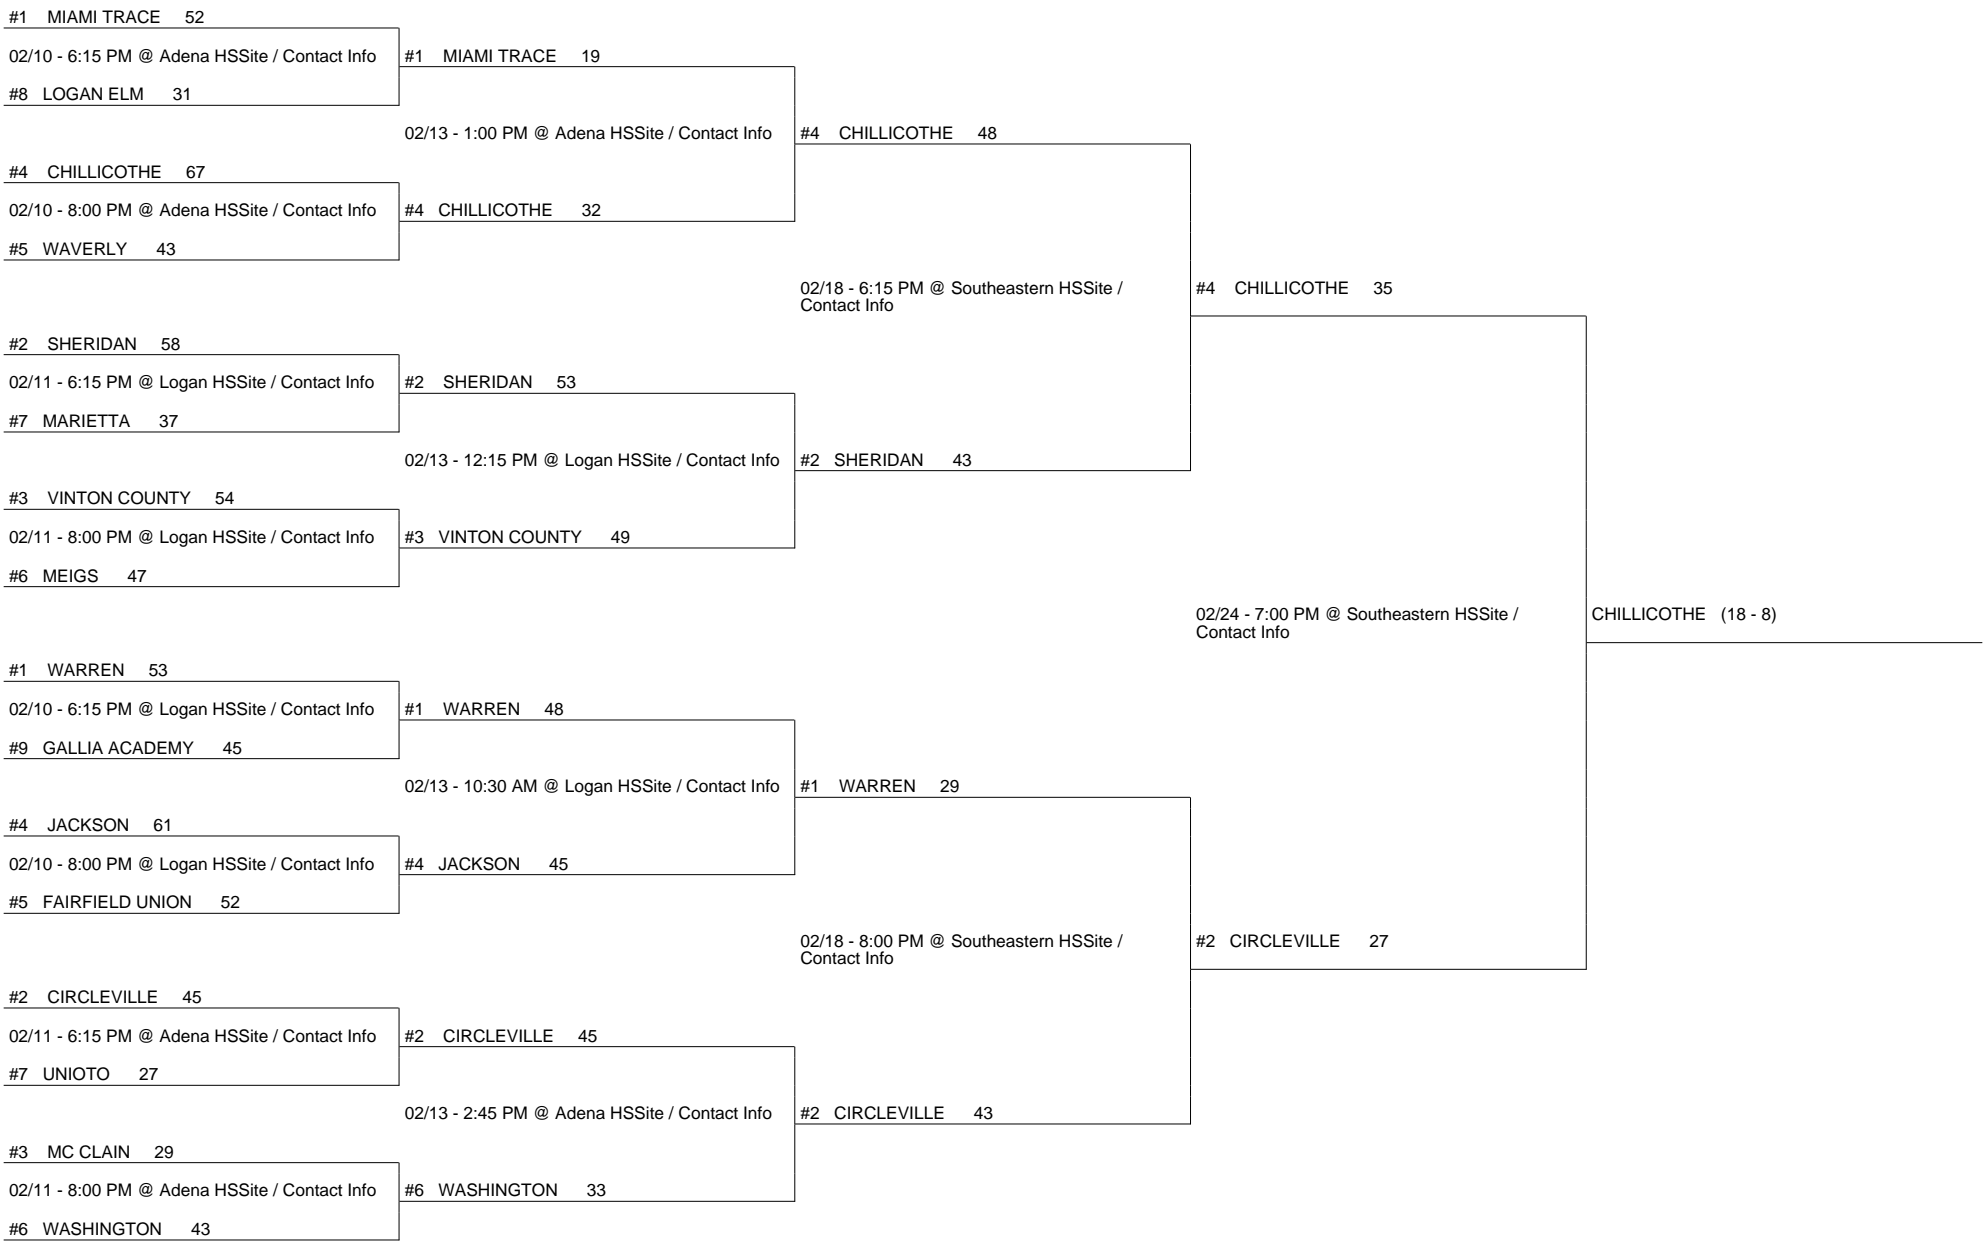 #1 MIAMI TRACE 52
02/10 - 6:15 PM @ Adena HSSite / Contact Info
#1 MIAMI TRACE 19
#8 LOGAN ELM 31
02/13 - 1:00 PM @ Adena HSSite / Contact Info
#4 CHILLICOTHE 48
#4 CHILLICOTHE 67
02/10 - 8:00 PM @ Adena HSSite / Contact Info
#4 CHILLICOTHE 32
#5 WAVERLY 43
02/18 - 6:15 PM @ Southeastern HSSite /
Contact Info
#4 CHILLICOTHE 35
#2 SHERIDAN 58
02/11 - 6:15 PM @ Logan HSSite / Contact Info
#2 SHERIDAN 53
#7 MARIETTA 37
02/13 - 12:15 PM @ Logan HSSite / Contact Info
#2 SHERIDAN 43
#3 VINTON COUNTY 54
02/11 - 8:00 PM @ Logan HSSite / Contact Info
#3 VINTON COUNTY 49
#6 MEIGS 47
02/24 - 7:00 PM @ Southeastern HSSite /
Contact Info
CHILLICOTHE (18 - 8)
#1 WARREN 53
02/10 - 6:15 PM @ Logan HSSite / Contact Info
#1 WARREN 48
#9 GALLIA ACADEMY 45
02/13 - 10:30 AM @ Logan HSSite / Contact Info
#1 WARREN 29
#4 JACKSON 61
02/10 - 8:00 PM @ Logan HSSite / Contact Info
#4 JACKSON 45
#5 FAIRFIELD UNION 52
02/18 - 8:00 PM @ Southeastern HSSite /
Contact Info
#2 CIRCLEVILLE 27
#2 CIRCLEVILLE 45
02/11 - 6:15 PM @ Adena HSSite / Contact Info
#2 CIRCLEVILLE 45
#7 UNIOTO 27
02/13 - 2:45 PM @ Adena HSSite / Contact Info
#2 CIRCLEVILLE 43
#3 MC CLAIN 29
02/11 - 8:00 PM @ Adena HSSite / Contact Info
#6 WASHINGTON 33
#6 WASHINGTON 43